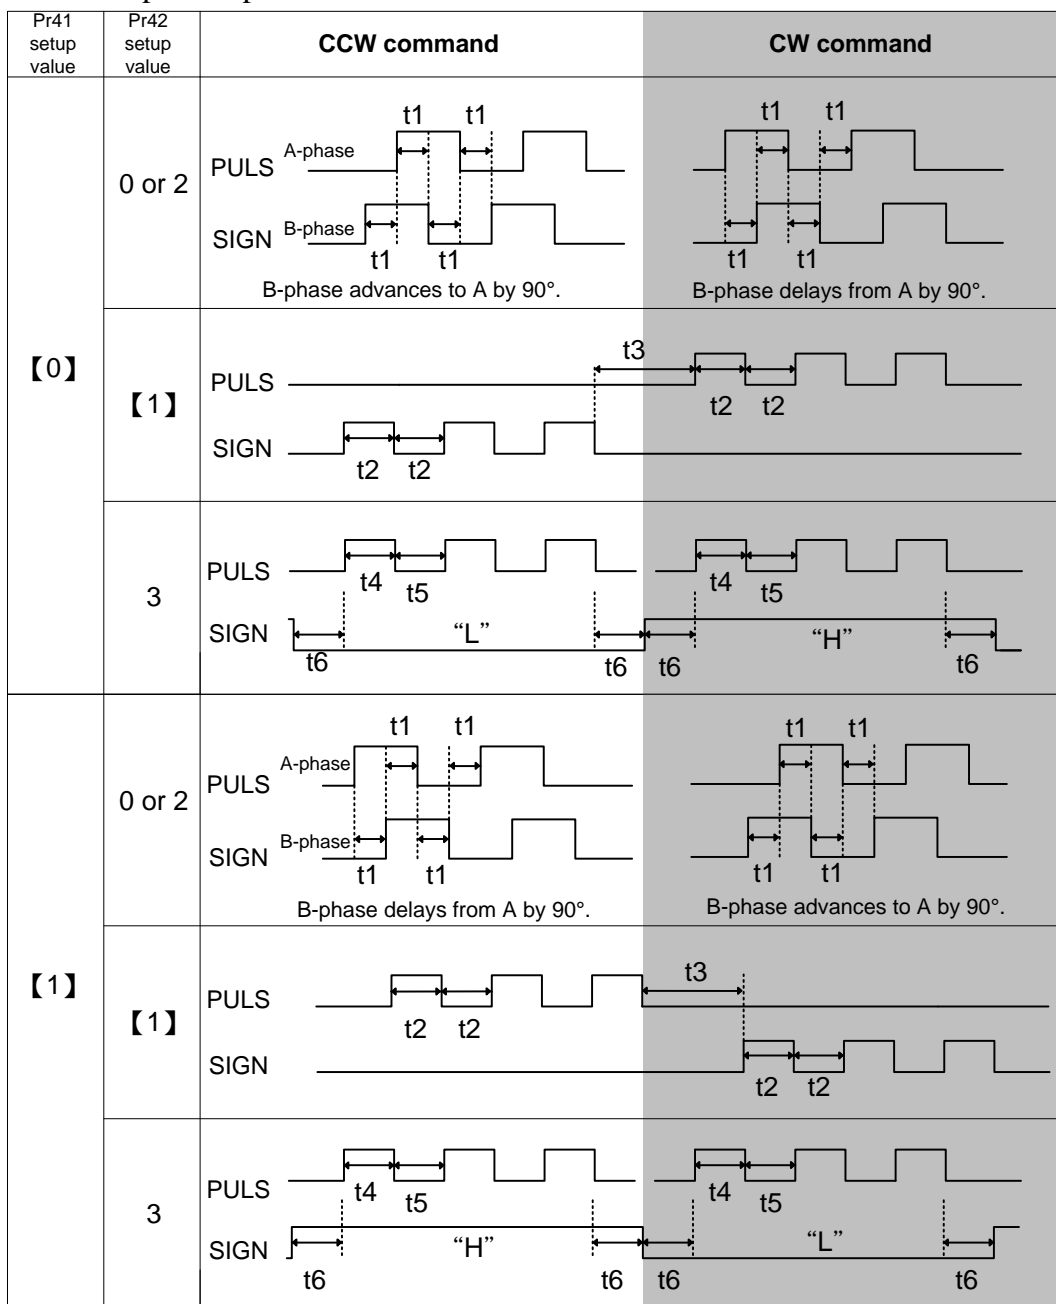 Pr41 setup value
Pr42 setup value
CCW command
CW command
【0】
0 or 2
t1 t1
PULS A-phase
SIGN B-phase
t1 t1
B-phase advances to A by 90°.
t1 t1
t1 t1
B-phase delays from A by 90°.
【1】
t3
PULS
t2 t2
SIGN
t2 t2
3
PULS
t4 t5
t4 t5
SIGN
“L”
“H”
t6 t6 t6 t6
【1】
0 or 2
t1 t1
PULS A-phase
SIGN B-phase
t1 t1
B-phase delays from A by 90°.
t1 t1
t1 t1
B-phase advances to A by 90°.
【1】
t3
PULS
t2 t2
SIGN
t2 t2
3
PULS
t4 t5
t4 t5
SIGN
“H”
“L”
t6 t6 t6 t6